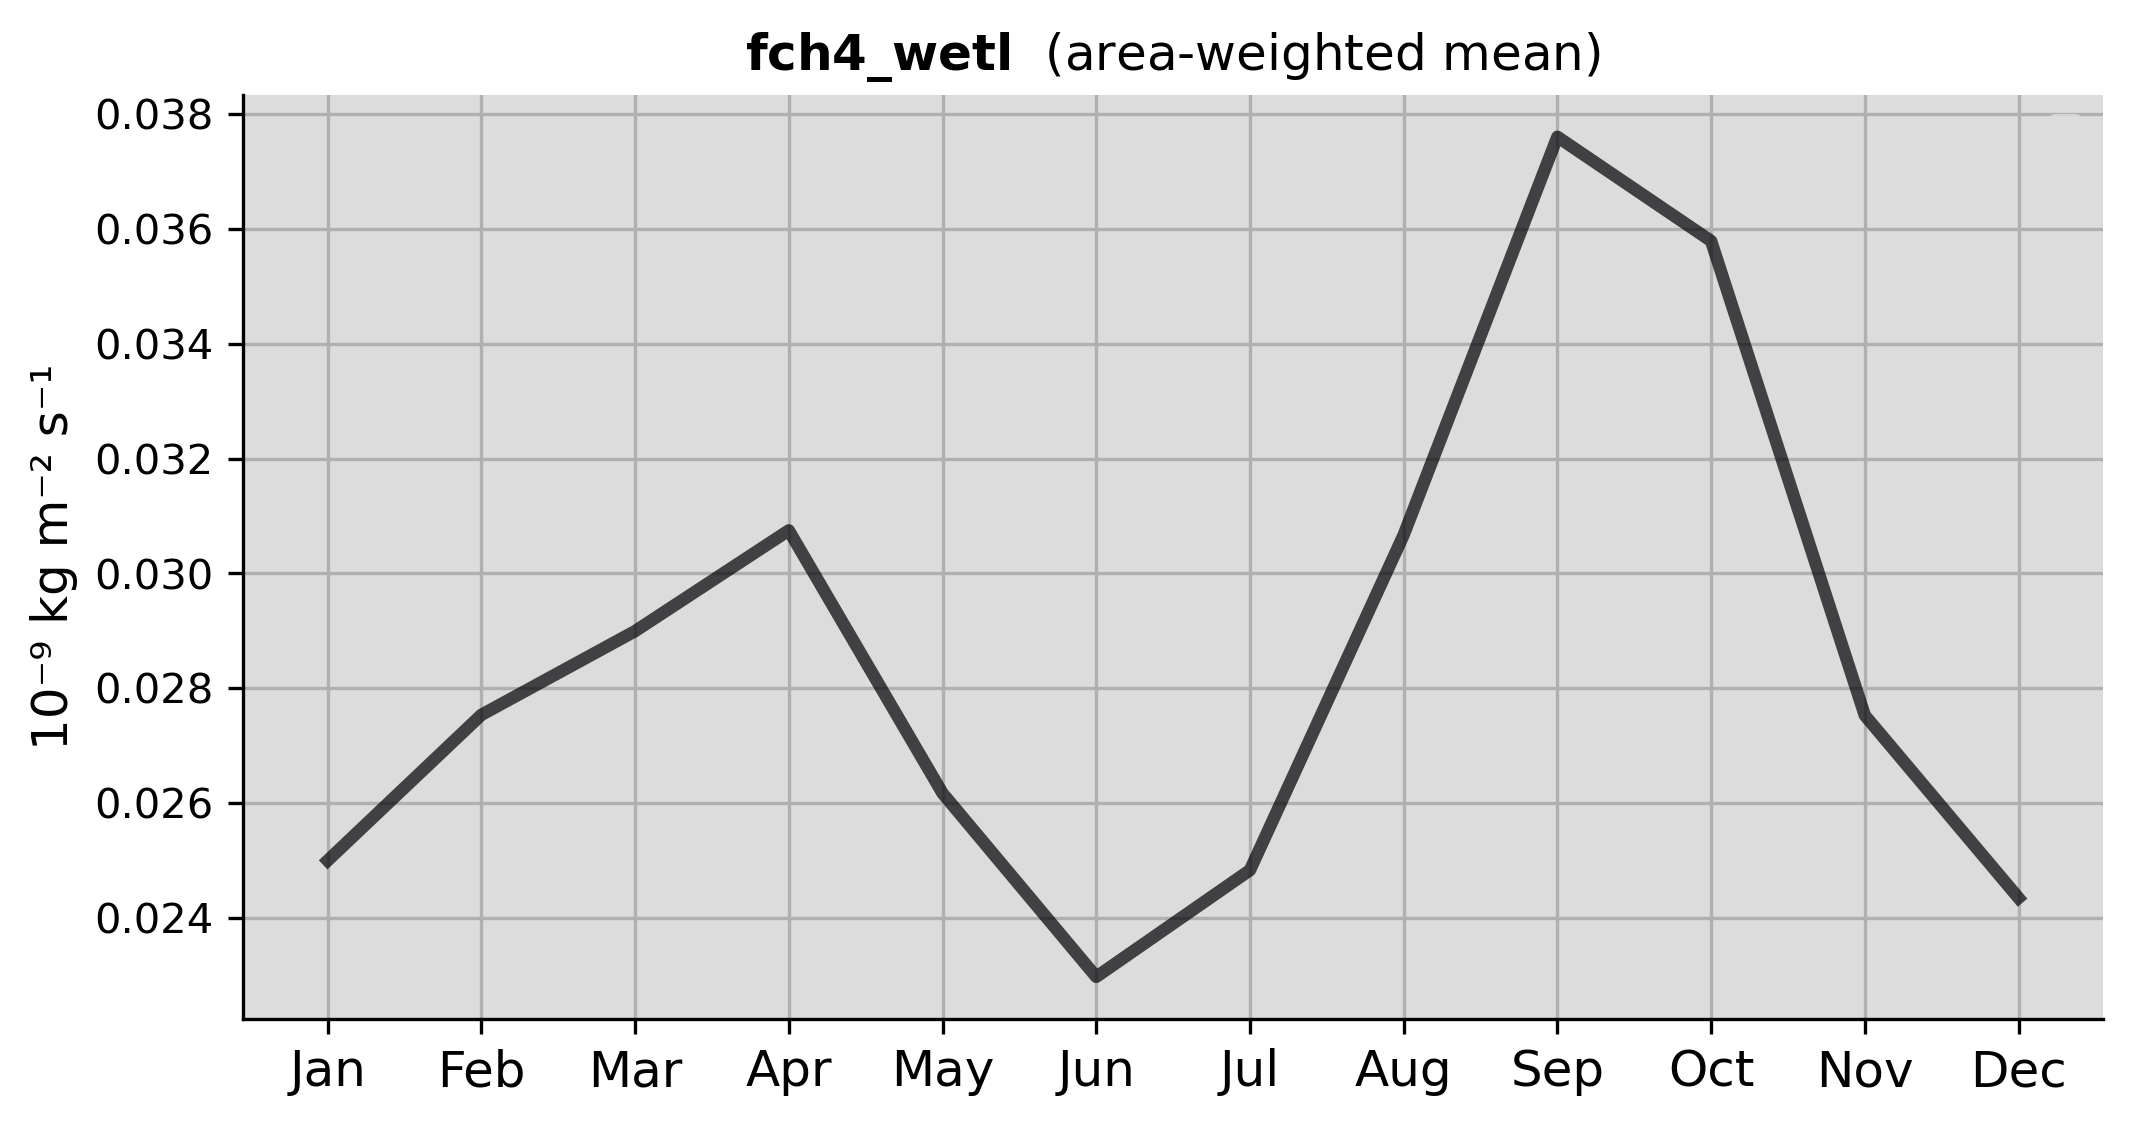 fch4_wetl (area-weighted mean)
10⁻⁹ kg m⁻² s⁻¹
0.038
0.036
0.034
0.032
0.030
0.028
0.026
0.024
Jan Feb Mar Apr May Jun Jul Aug Sep Oct Nov Dec